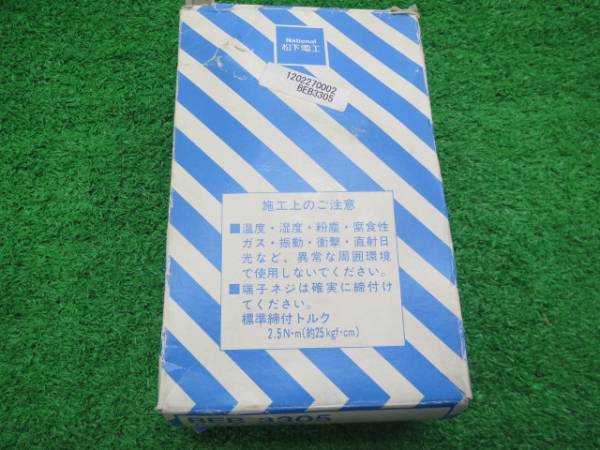 National
松下電工
1202270002
BEB3305
施工上のご注意
■温度・湿度・粉塵・腐食性
ガス・振動・衝撃・直射日
光など、異常な周囲環境
で使用しないでください。
■端子ネジは確実に締付け
てください。
標準締付トルク
2.5N・m(約25kgf・cm)
BEB 3305